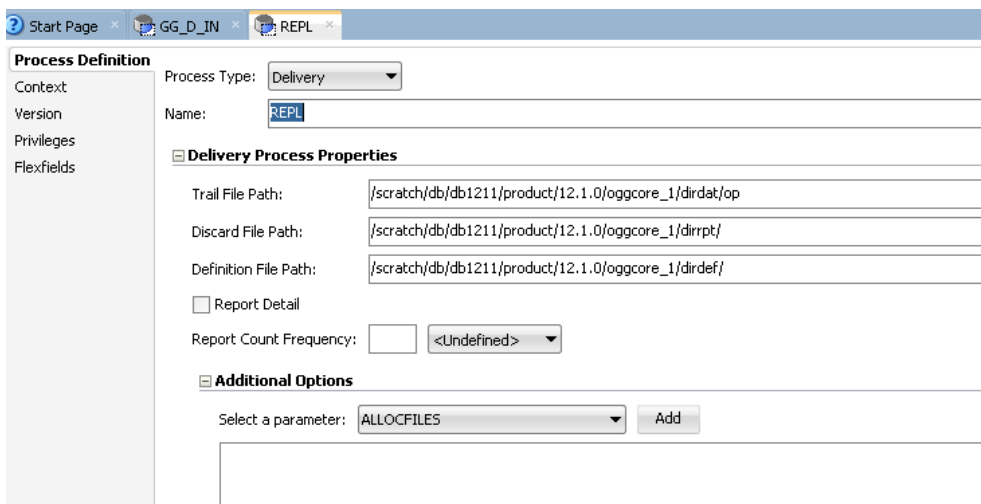 Start Page GG_D_IN REPL
Process Definition
Context
Version
Privileges
Flexfields
Process Type: Delivery
Name: REPL
Delivery Process Properties
Trail File Path: /scratch/db/db1211/product/12.1.0/oggcore_1/dirdat/op
Discard File Path: /scratch/db/db1211/product/12.1.0/oggcore_1/dirrpt/
Definition File Path: /scratch/db/db1211/product/12.1.0/oggcore_1/dirdef/
Report Detail
Report Count Frequency: <Undefined>
Additional Options
Select a parameter: ALLOCFILES Add